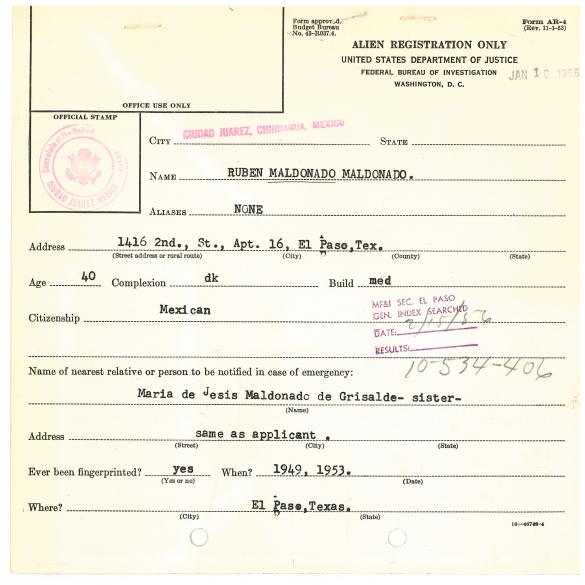 Form approved.
Budget Bureau
No. 43-R037.4.
Form AR-4
(Rev. 11-1-53)
ALIEN REGISTRATION ONLY
UNITED STATES DEPARTMENT OF JUSTICE
FEDERAL BUREAU OF INVESTIGATION
WASHINGTON, D. C.
JAN 16 1956
OFFICE USE ONLY
OFFICIAL STAMP
Consulate of the United America
CIUDAD JUAREZ, MEXICO
CITY CIUDAD JUAREZ, CHIHUAHUA, MEXICO STATE
NAME RUBEN MALDONADO MALDONADO.
ALIASES NONE
Address 1416 2nd., St., Apt. 16, El Paso,Tex.
(Street address or rural route) (City) (County) (State)
Age 40 Complexion dk Build med
Citizenship Mexican
MF&I SEC. EL PASO
GEN. INDEX SEARCHED
DATE: 2/15/56
RESULTS:
10-534-406
Name of nearest relative or person to be notified in case of emergency:
Maria de Jesis Maldonado de Grisalde- sister-
(Name)
Address same as applicant .
(Street) (City) (State)
Ever been fingerprinted? yes When? 1949, 1953.
(Yes or no) (Date)
Where? El Paso,Texas.
(City) (State)
16—46748-4